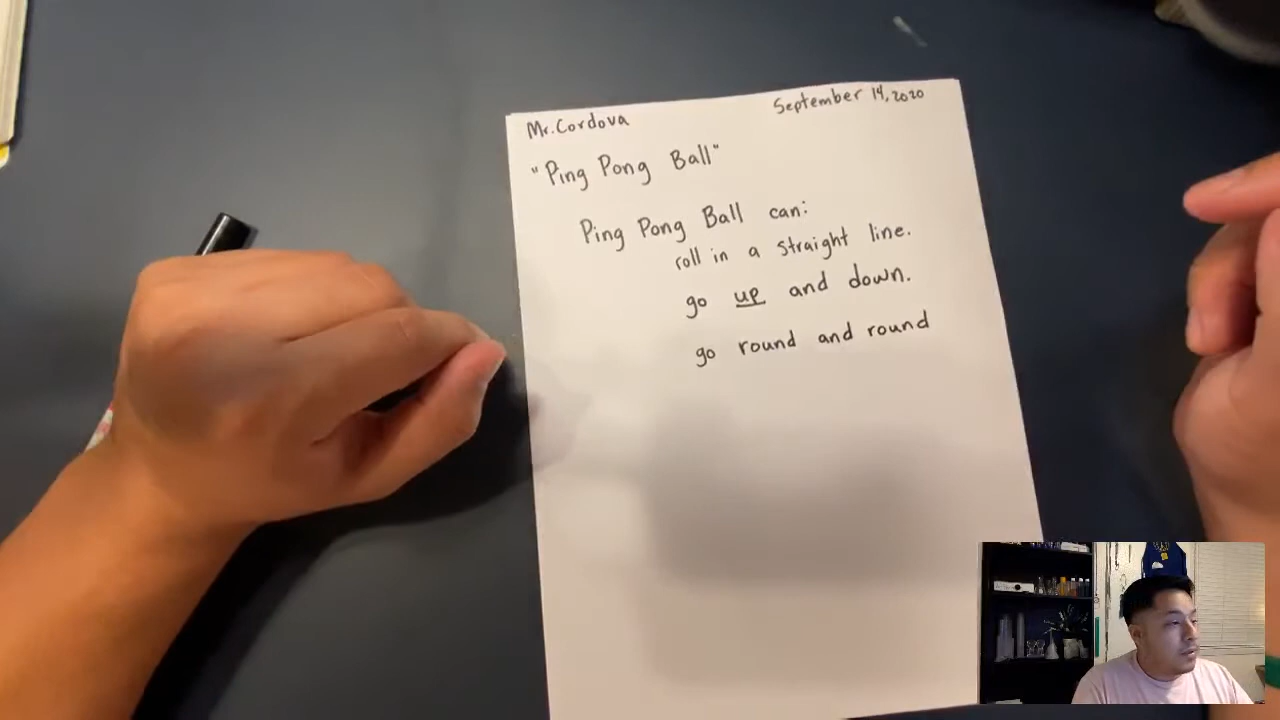 Mr. Cordova
September 14, 2020
"Ping Pong Ball"
Ping Pong Ball can:
roll in a straight line.
go up and down.
go round and round